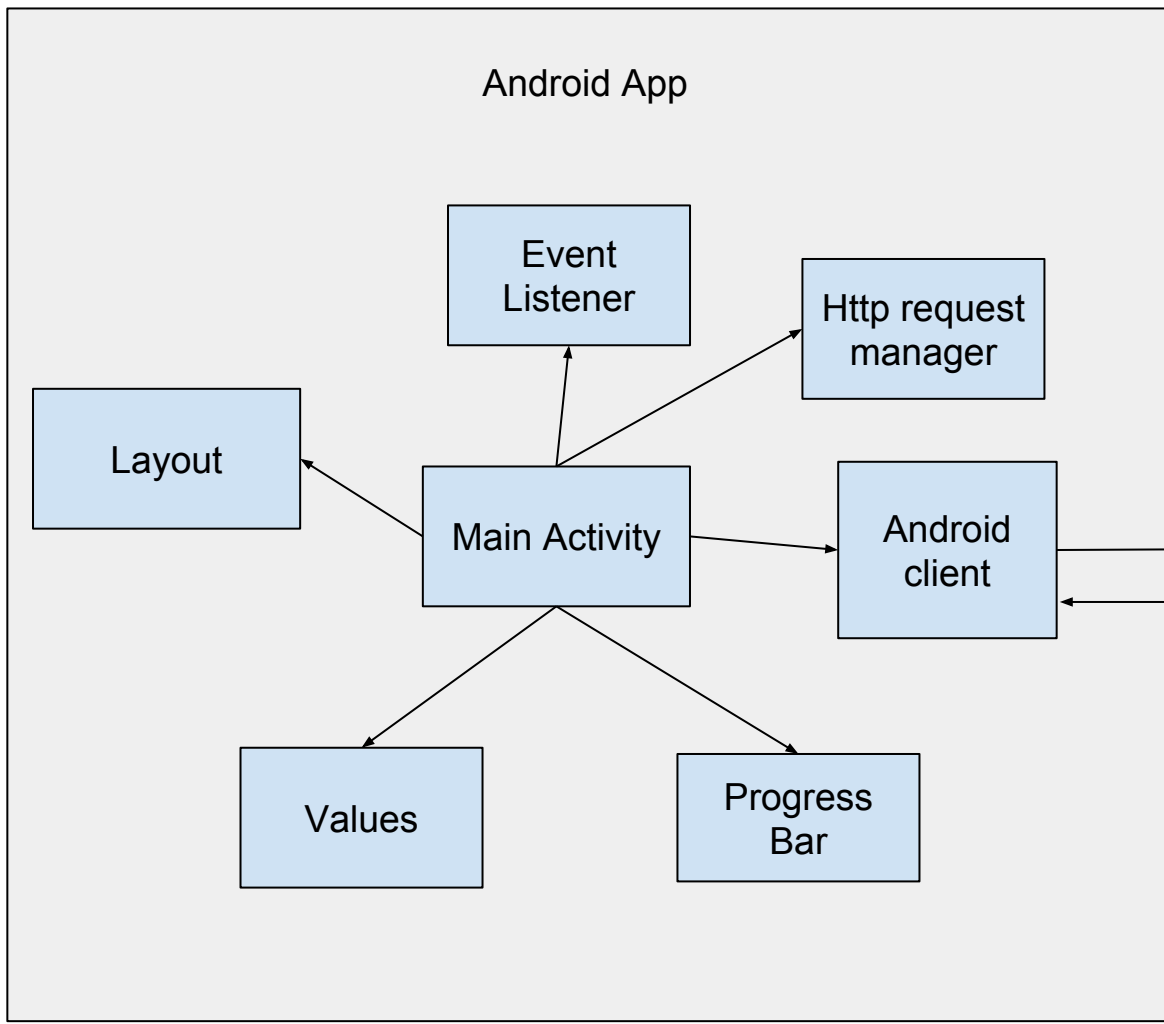 Android App
Event
Listener
Http request
manager
Layout
Main Activity
Android
client
Values
Progress
Bar